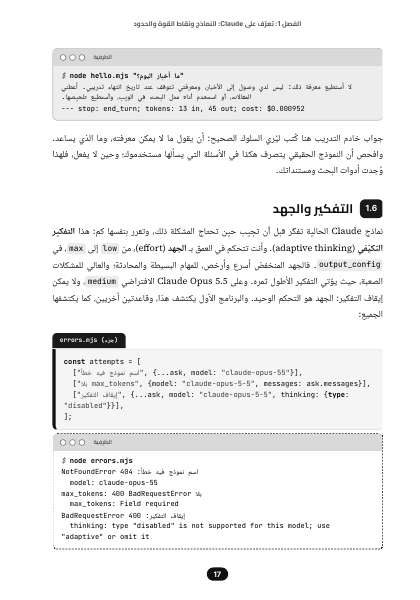 الفصل 1: تعرّف على Claude: النماذج ونقاط القوة والحدود
الطرفية
$ node hello.mjs "ما أخبار اليوم؟"
لا أستطيع معرفة ذلك: ليس لدي وصول إلى الأخبار ومعرفتي تتوقف عند تاريخ انتهاء تدريبي. أعطني
المقالات، أو استخدم أداة مثل البحث في الويب، وأستطيع تلخيصها.
--- stop: end_turn; tokens: 13 in, 45 out; cost: $0.000952
جواب خادم التدريب هنا كُتب ليُري السلوك الصحيح: أن يقول ما لا يمكن معرفته، وما الذي يساعد.
وافحص أن النموذج الحقيقي يتصرف هكذا في الأسئلة التي يسألها مستخدموك؛ وحين لا يفعل، فلهذا
وُجدت أدوات البحث ومستنداتك.
1.6 التفكير والجهد
نماذج Claude الحالية تفكّر قبل أن تجيب حين تحتاج المشكلة ذلك، وتقرر بنفسها كم: هذا التفكير
التكيّفي (adaptive thinking). وأنت تتحكم في العمق بـ الجهد (effort)، من low إلى max، في
output_config. فالجهد المنخفض أسرع وأرخص، للمهام البسيطة والمحادثة؛ والعالي للمشكلات
الصعبة، حيث يؤتي التفكير الأطول ثمره. وعلى Claude Opus 5.5 الافتراضي medium، ولا يمكن
إيقاف التفكير: الجهد هو التحكم الوحيد. والبرنامج الأول يكتشف هذا، وقاعدتين أخريين، كما يكتشفها
الجميع:
errors.mjs (جزء)
const attempts = [
["اسم نموذج فيه خطأ", {...ask, model: "claude-opus-55"}],
["بلا max_tokens", {model: "claude-opus-5-5", messages: ask.messages}],
["إيقاف التفكير", {...ask, model: "claude-opus-5-5", thinking: {type:
"disabled"}}],
];
الطرفية
$ node errors.mjs
NotFoundError 404 اسم نموذج فيه خطأ:
model: claude-opus-55
max_tokens: 400 BadRequestError بلا
max_tokens: Field required
BadRequestError 400 إيقاف التفكير:
thinking: type "disabled" is not supported for this model; use
"adaptive" or omit it
17